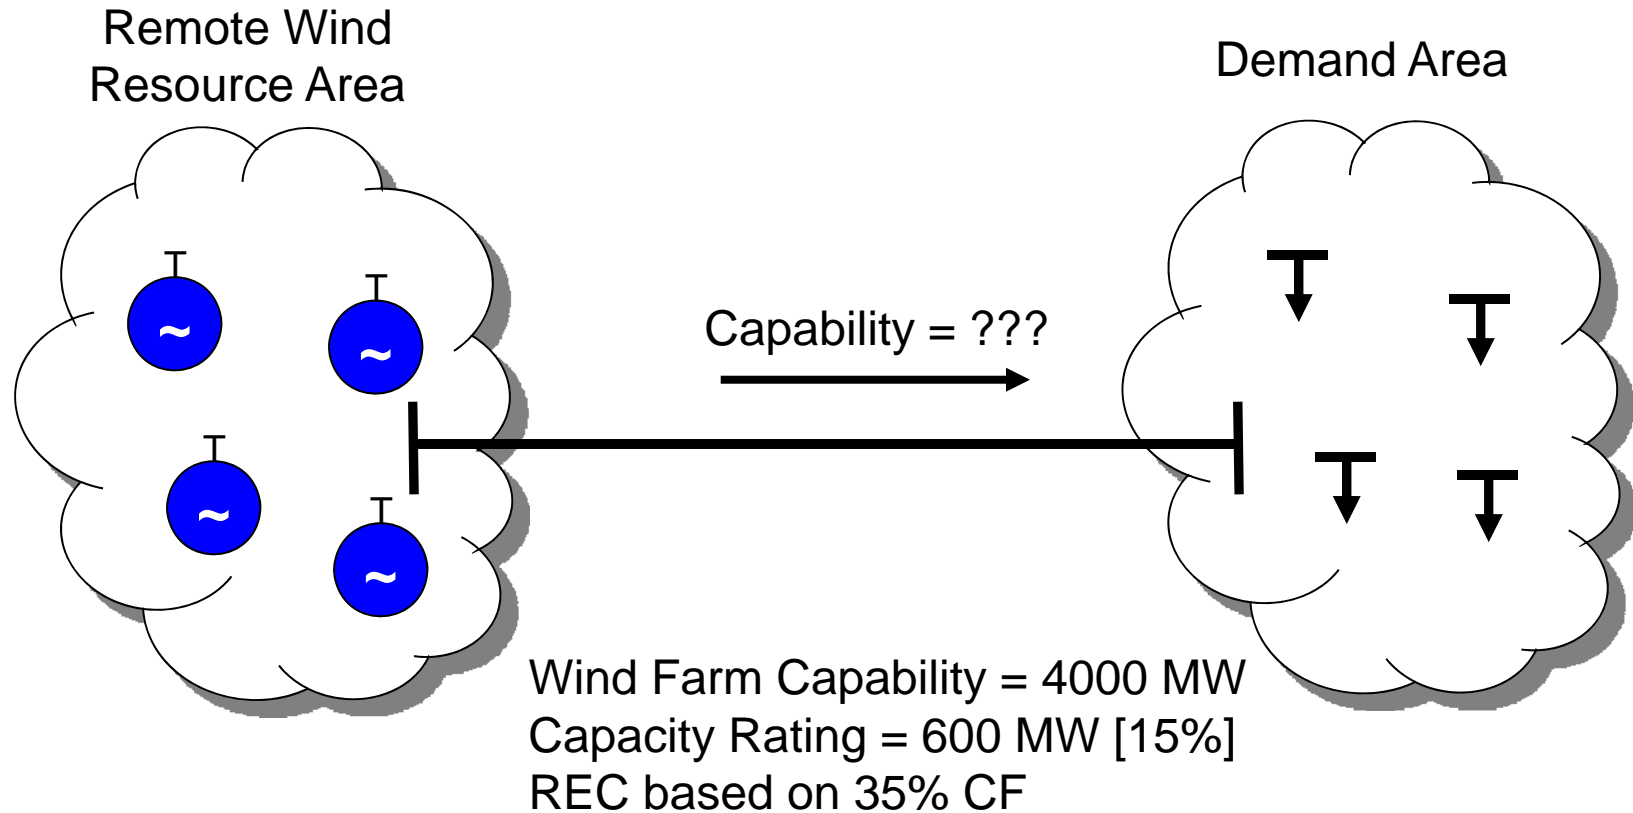 Remote Wind
Resource Area
Demand Area
~
~
Capability = ???
~
~
Wind Farm Capability = 4000 MW
Capacity Rating = 600 MW [15%]
REC based on 35% CF